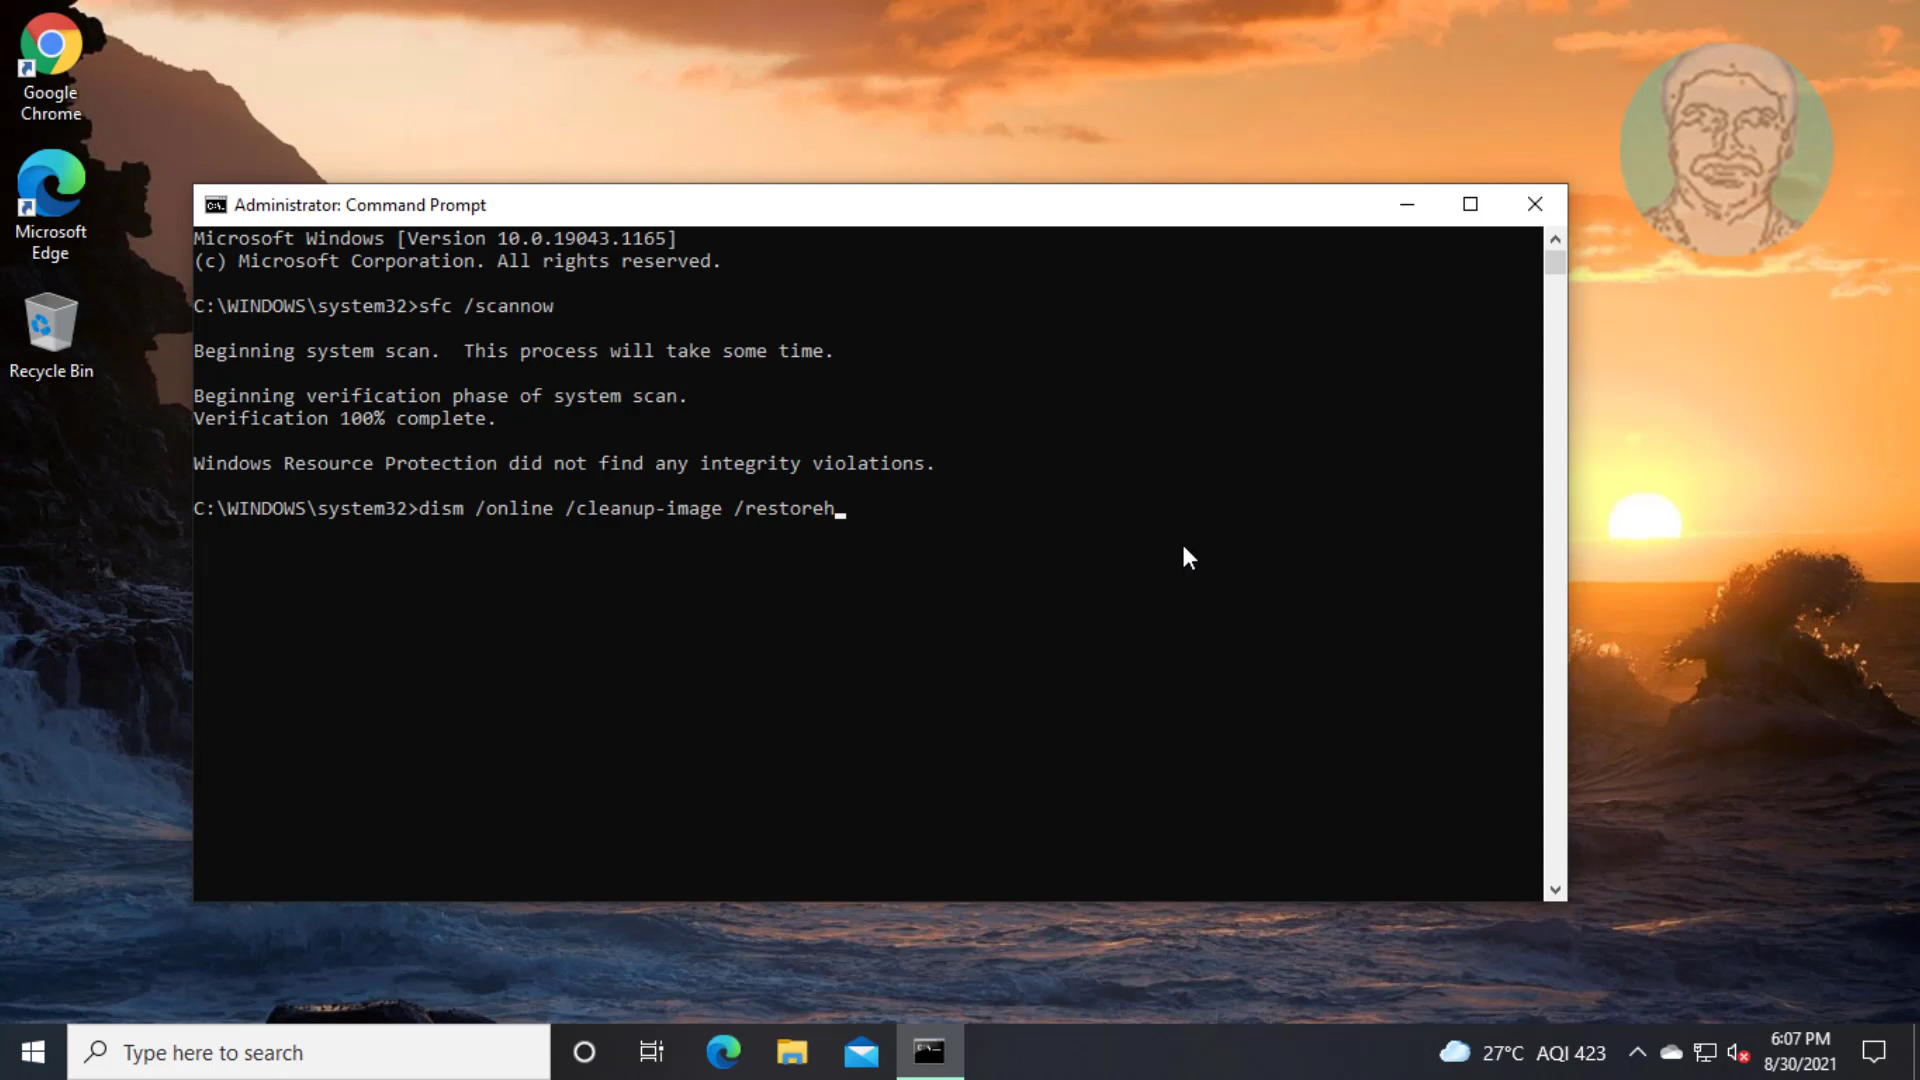 Google
Chrome
Microsoft
Edge
Recycle Bin
Administrator: Command Prompt
Microsoft Windows [Version 10.0.19043.1165]
(c) Microsoft Corporation. All rights reserved.
C:\WINDOWS\system32>sfc /scannow
Beginning system scan.  This process will take some time.
Beginning verification phase of system scan.
Verification 100% complete.
Windows Resource Protection did not find any integrity violations.
C:\WINDOWS\system32>dism /online /cleanup-image /restoreh_
Type here to search
27°C AQI 423
6:07 PM
8/30/2021